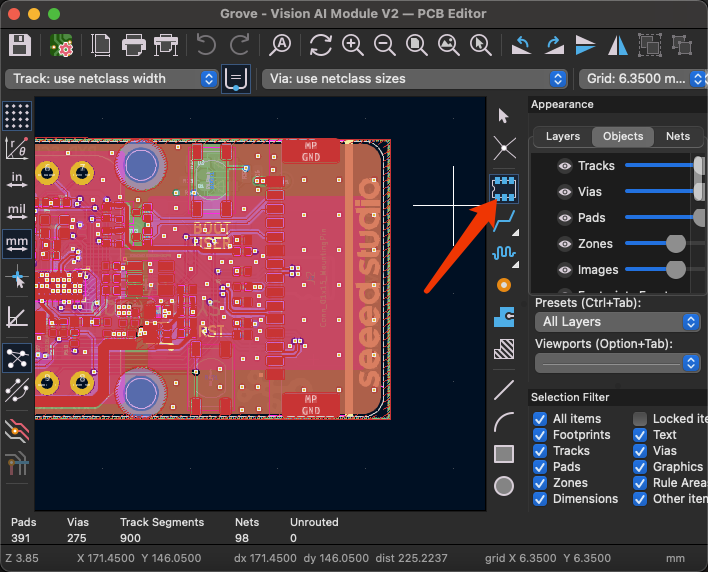 Grove - Vision AI Module V2 — PCB Editor
Track: use netclass width
Via: use netclass sizes
Grid: 6.3500 m...
Appearance
Layers
Objects
Nets
Tracks
Vias
Pads
Zones
Images
Presets (Ctrl+Tab):
All Layers
Viewports (Option+Tab):
Selection Filter
All items
Locked ite
Footprints
Text
Tracks
Vias
Pads
Graphics
Zones
Rule Areas
Dimensions
Other item
in
mil
mm
MP
GND
BOOT
USER
RST
seeed studio
MP
GND
Pads
Vias
Track Segments
Nets
Unrouted
391
275
900
98
0
Z 3.85
X 171.4500 Y 146.0500
dx 171.4500 dy 146.0500 dist 225.2237
grid X 6.3500 Y 6.3500
mm